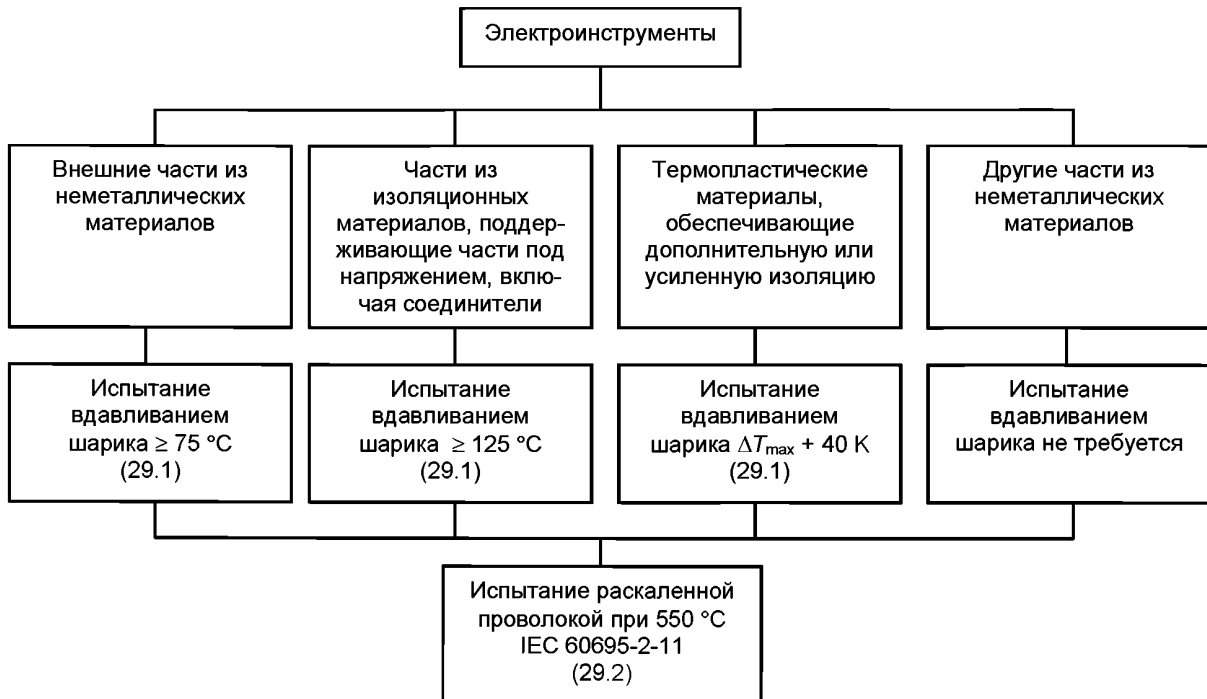 Электроинструменты
Внешние части из
неметаллических
материалов
Части из
изоляционных
материалов, поддер-
живающие части под
напряжением, вклю-
чая соединители
Термопластические
материалы,
обеспечивающие
дополнительную или
усиленную изоляцию
Другие части из
неметаллических
материалов
Испытание
вдавливанием
шарика ≥ 75 °C
(29.1)
Испытание
вдавливанием
шарика ≥ 125 °C
(29.1)
Испытание
вдавливанием
шарика ΔTmax + 40 K
(29.1)
Испытание
вдавливанием
шарика не требуется
Испытание раскаленной
проволокой при 550 °C
IEC 60695-2-11
(29.2)